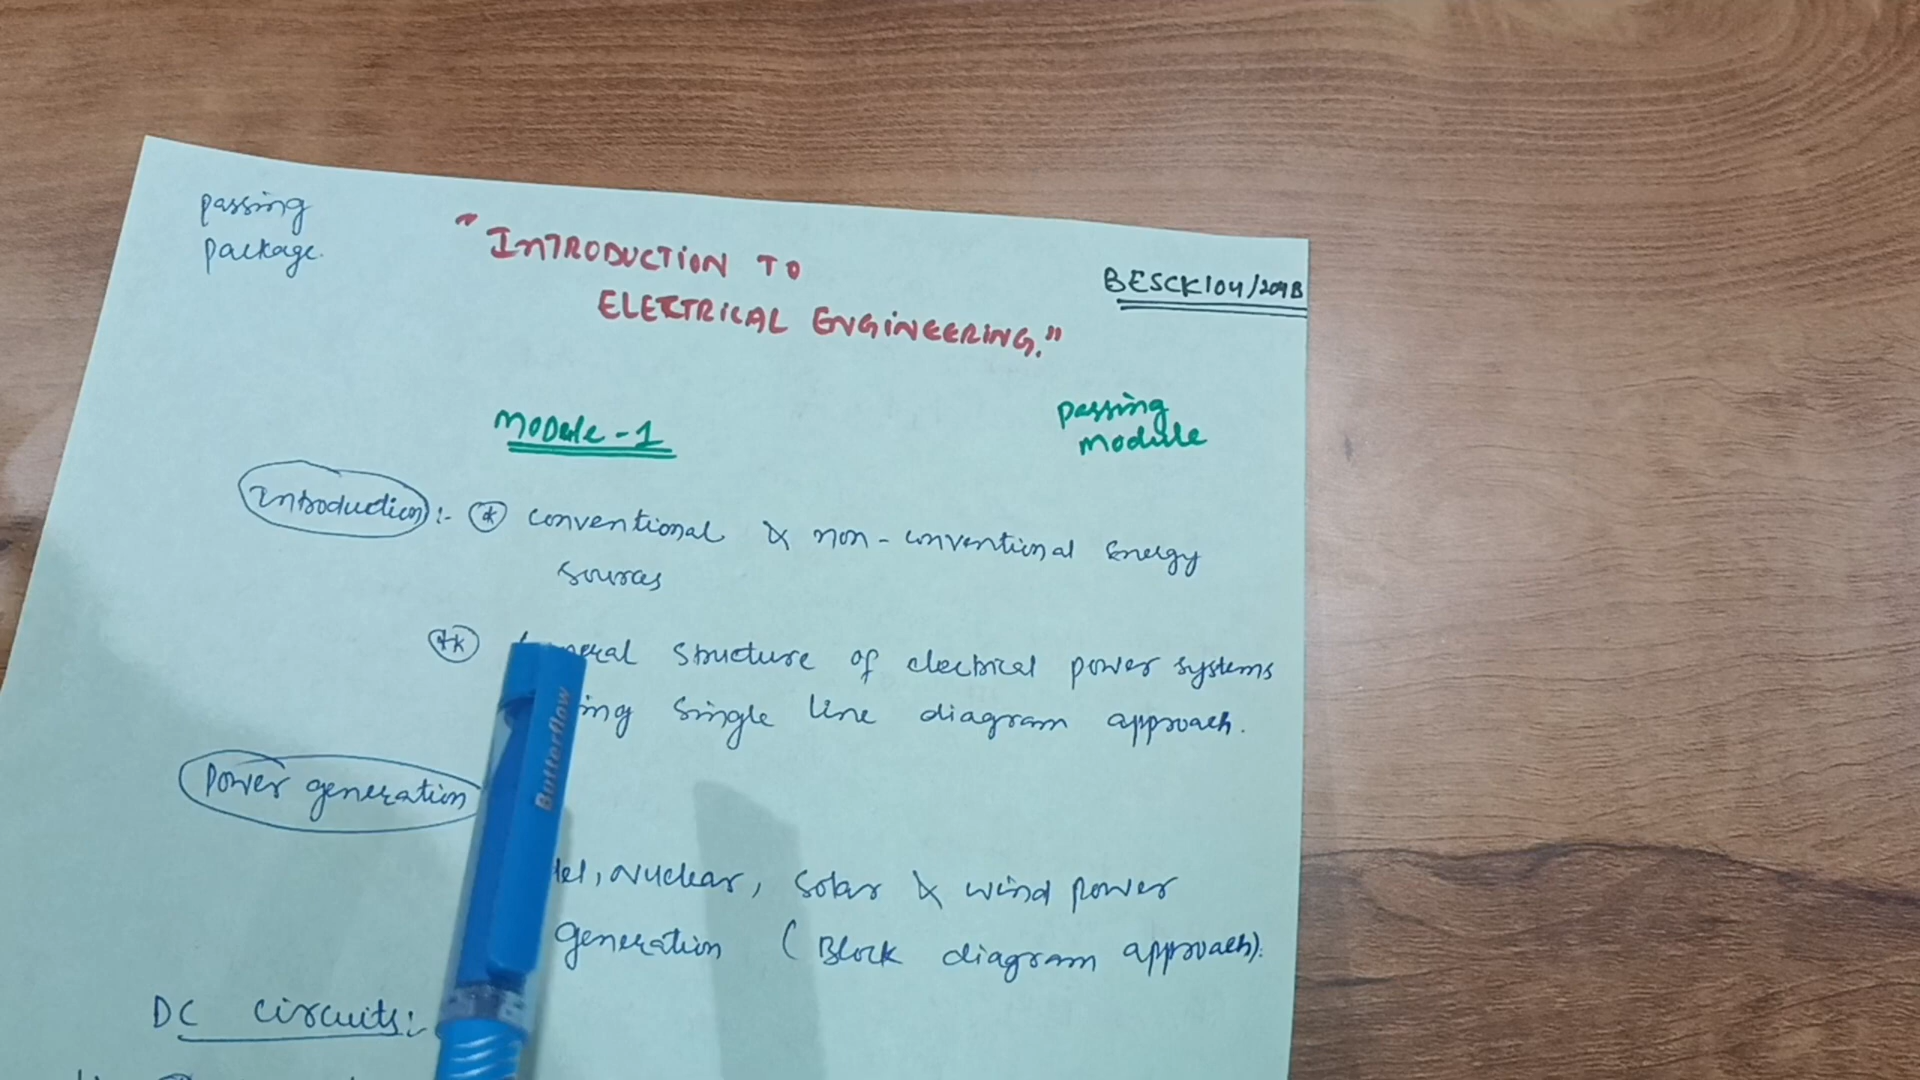 passing
package.
"INTRODUCTION TO
ELECTRICAL ENGINEERING."
BESCK104/204B
Module-1
passing
module
Introduction :- * conventional & non-conventional Energy
sources
** structure of electrical power systems
single line diagram approach.
Power generation
Nuclear, Solar & wind power
generation (Block diagram approach).
DC circuits:-
Butterflow